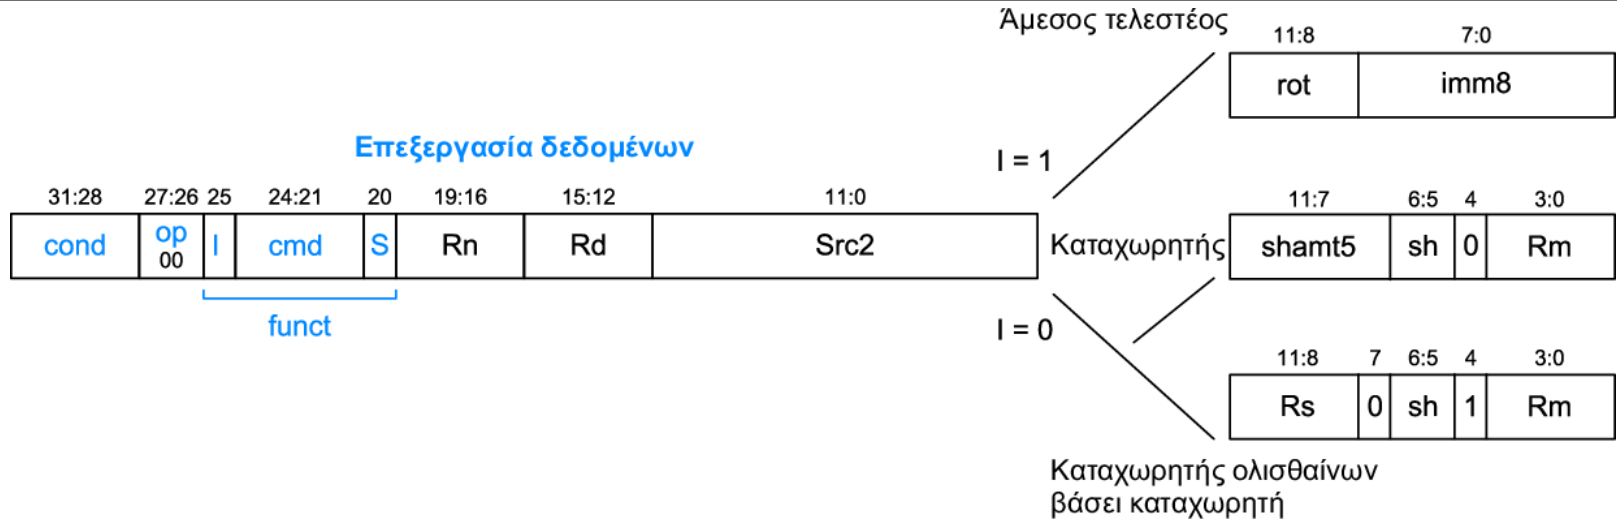 Άμεσος τελεστέος
11:8 7:0
rot imm8
Επεξεργασία δεδομένων
I = 1
31:28 27:26 25 24:21 20 19:16 15:12 11:0
cond op 00 I cmd S Rn Rd Src2
funct
Καταχωρητής
11:7 6:5 4 3:0
shamt5 sh 0 Rm
I = 0
11:8 7 6:5 4 3:0
Rs 0 sh 1 Rm
Καταχωρητής ολισθαίνων
βάσει καταχωρητή